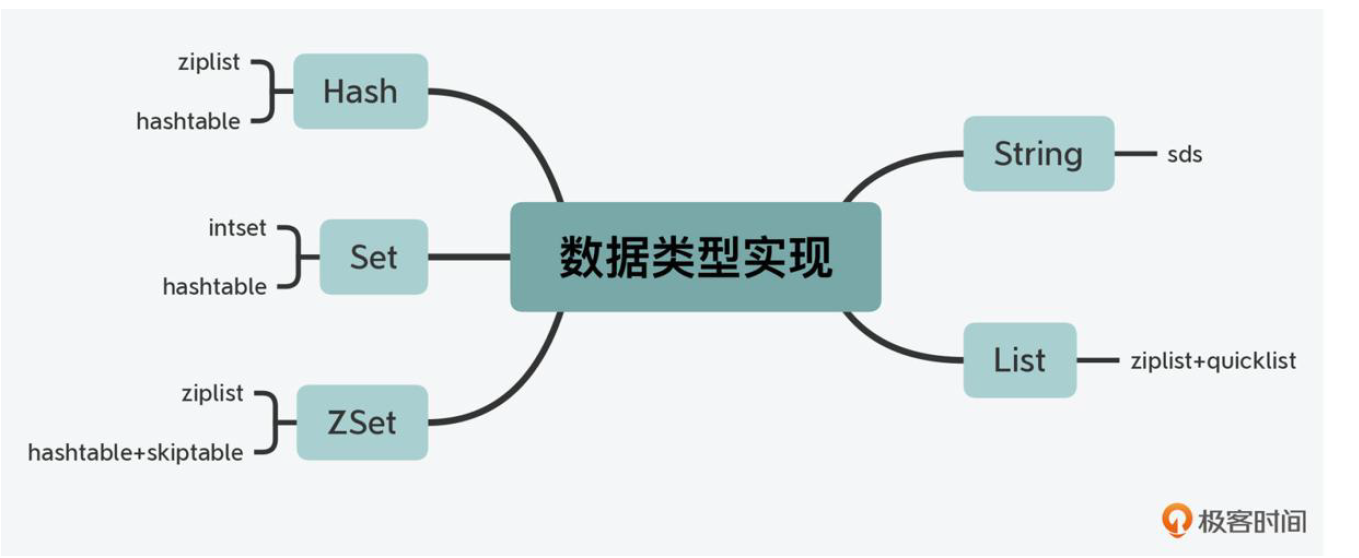 ziplist
hashtable
Hash
intset
hashtable
Set
ziplist
hashtable+skiptable
ZSet
数据类型实现
String
sds
List
ziplist+quicklist
极客时间